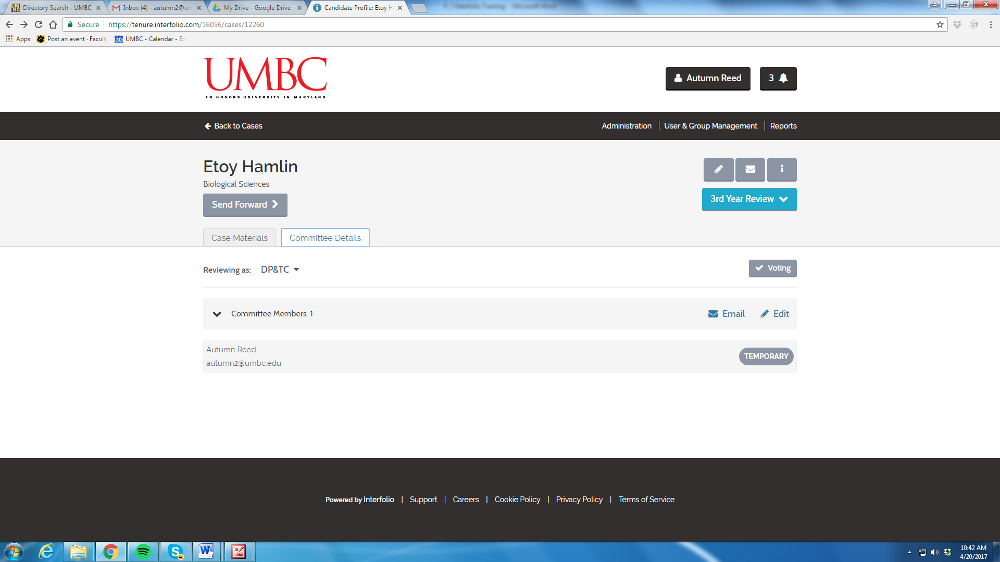 Directory Search - UMBC
Inbox (4) - autumn2@um
My Drive - Google Drive
Candidate Profile: Etoy H
Secure
https://tenure.interfolio.com/16056/cases/12260
Apps
Post an event · Faculty
30
UMBC - Calendar - Ev
UMBC
AN HONORS UNIVERSITY IN MARYLAND
Autumn Reed
3
Back to Cases
Administration
User & Group Management
Reports
Etoy Hamlin
Biological Sciences
Send Forward
3rd Year Review
Case Materials
Committee Details
Reviewing as: DP&TC
Voting
Committee Members: 1
Email
Edit
Autumn Reed
autumn2@umbc.edu
TEMPORARY
Powered by Interfolio | Support | Careers | Cookie Policy | Privacy Policy | Terms of Service
4
10:42 AM
4/20/2017